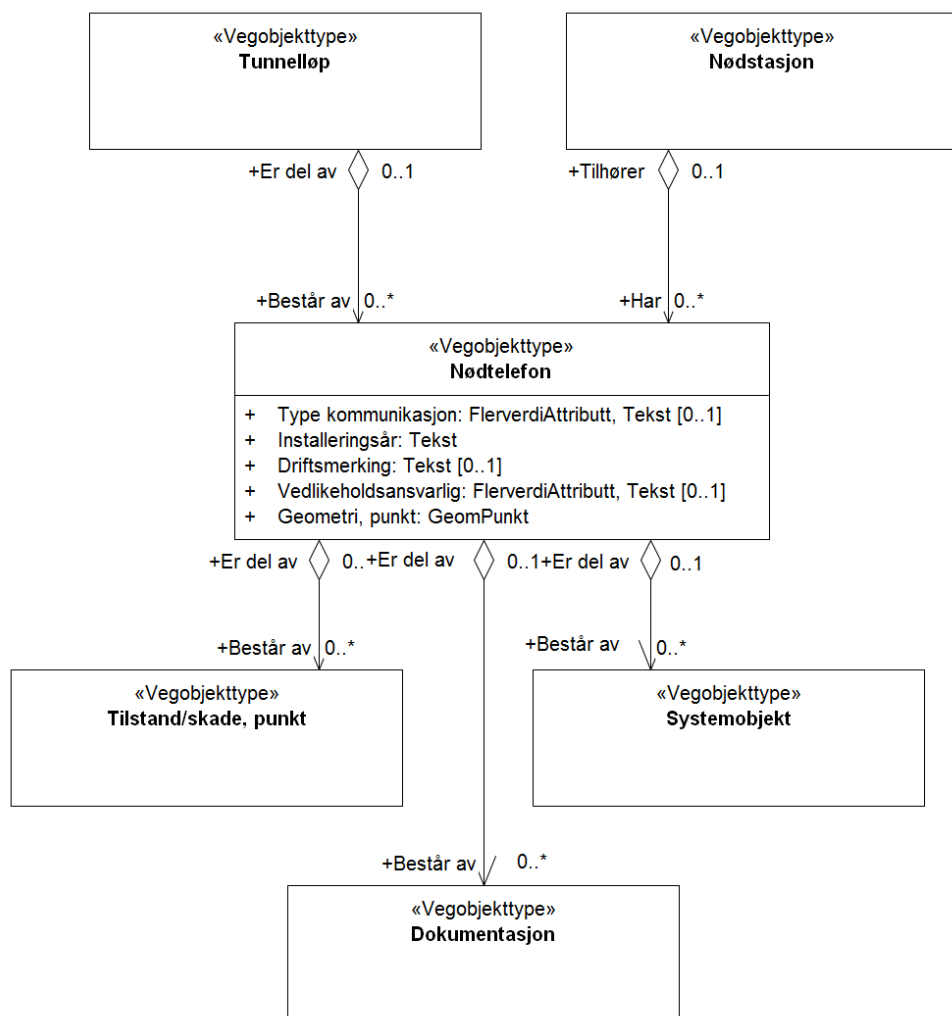 «Vegobjekttype»
Tunnelløp
«Vegobjekttype»
Nødstasjon
+Er del av 0..1
+Tilhører 0..1
+Består av 0..*
+Har 0..*
«Vegobjekttype»
Nødtelefon
+ Type kommunikasjon: FlerverdiAttributt, Tekst [0..1]
+ Installeringsår: Tekst
+ Driftsmerking: Tekst [0..1]
+ Vedlikeholdsansvarlig: FlerverdiAttributt, Tekst [0..1]
+ Geometri, punkt: GeomPunkt
+Er del av 0..
+Er del av 0..1
+Er del av 0..1
+Består av 0..*
+Består av 0..*
«Vegobjekttype»
Tilstand/skade, punkt
«Vegobjekttype»
Systemobjekt
+Består av 0..*
«Vegobjekttype»
Dokumentasjon